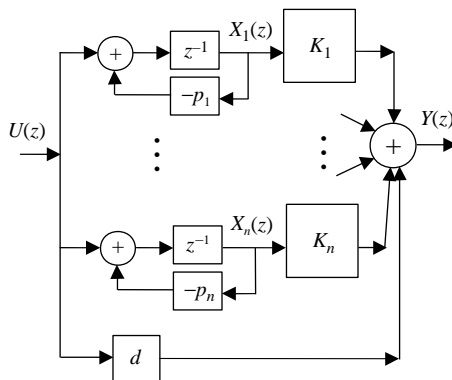 +
z⁻¹
X₁(z)
K₁
−p₁
U(z)
+
Y(z)
+
z⁻¹
Xₙ(z)
Kₙ
−pₙ
d